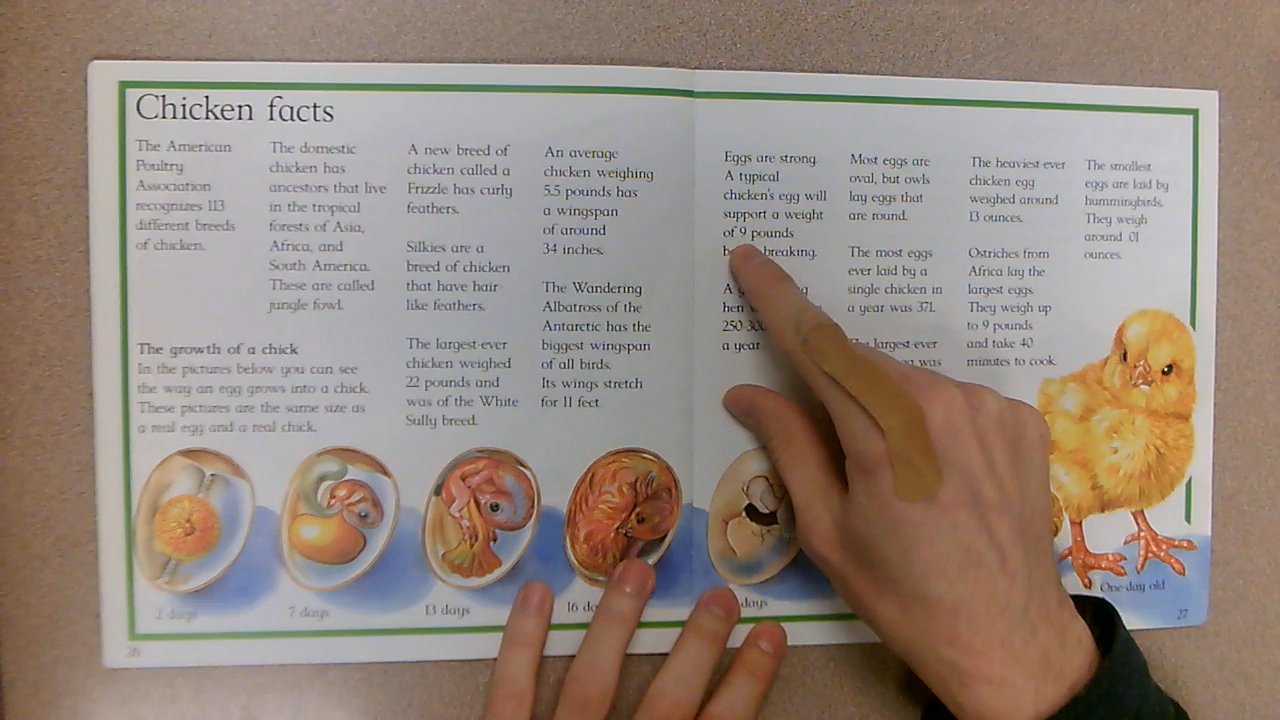 Chicken facts
The American
Poultry
Association
recognizes 113
different breeds
of chicken.
The domestic
chicken has
ancestors that live
in the tropical
forests of Asia,
Africa, and
South America.
These are called
jungle fowl.
The growth of a chick
In the pictures below you can see
the way an egg grows into a chick.
These pictures are the same size as
a real egg and a real chick.
A new breed of
chicken called a
Frizzle has curly
feathers.
Silkies are a
breed of chicken
that have hair
like feathers.
The largest-ever
chicken weighed
22 pounds and
was of the White
Sully breed.
An average
chicken weighing
5.5 pounds has
a wingspan
of around
34 inches.
The Wandering
Albatross of the
Antarctic has the
biggest wingspan
of all birds.
Its wings stretch
for 11 feet.
2 days
7 days
13 days
16
26
Eggs are strong.
A typical
chicken's egg will
support a weight
of 9 pounds
breaking.
A
hen
250-300
a year
Most eggs are
oval, but owls
lay eggs that
are round.
The most eggs
ever laid by a
single chicken in
a year was 371.
largest-ever
was
The heaviest-ever
chicken egg
weighed around
13 ounces.
Ostriches from
Africa lay the
largest eggs.
They weigh up
to 9 pounds
and take 40
minutes to cook.
The smallest
eggs are laid by
hummingbirds.
They weigh
around 01
ounces.
days
One-day old
27